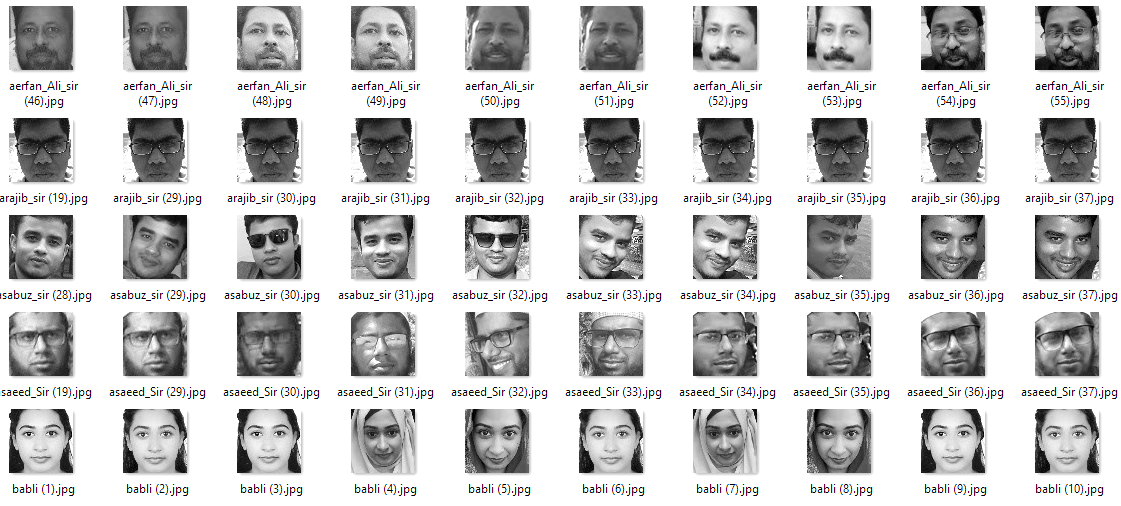 aerfan_Ali_sir aerfan_Ali_sir aerfan_Ali_sir aerfan_Ali_sir aerfan_Ali_sir aerfan_Ali_sir aerfan_Ali_sir aerfan_Ali_sir aerfan_Ali_sir aerfan_Ali_sir
(46).jpg (47).jpg (48).jpg (49).jpg (50).jpg (51).jpg (52).jpg (53).jpg (54).jpg (55).jpg
arajib_sir (19).jpg arajib_sir (29).jpg arajib_sir (30).jpg arajib_sir (31).jpg arajib_sir (32).jpg arajib_sir (33).jpg arajib_sir (34).jpg arajib_sir (35).jpg arajib_sir (36).jpg arajib_sir (37).jpg
asabuz_sir (28).jpg asabuz_sir (29).jpg asabuz_sir (30).jpg asabuz_sir (31).jpg asabuz_sir (32).jpg asabuz_sir (33).jpg asabuz_sir (34).jpg asabuz_sir (35).jpg asabuz_sir (36).jpg asabuz_sir (37).jpg
asaeed_Sir (19).jpg asaeed_Sir (29).jpg asaeed_Sir (30).jpg asaeed_Sir (31).jpg asaeed_Sir (32).jpg asaeed_Sir (33).jpg asaeed_Sir (34).jpg asaeed_Sir (35).jpg asaeed_Sir (36).jpg asaeed_Sir (37).jpg
babli (1).jpg babli (2).jpg babli (3).jpg babli (4).jpg babli (5).jpg babli (6).jpg babli (7).jpg babli (8).jpg babli (9).jpg babli (10).jpg